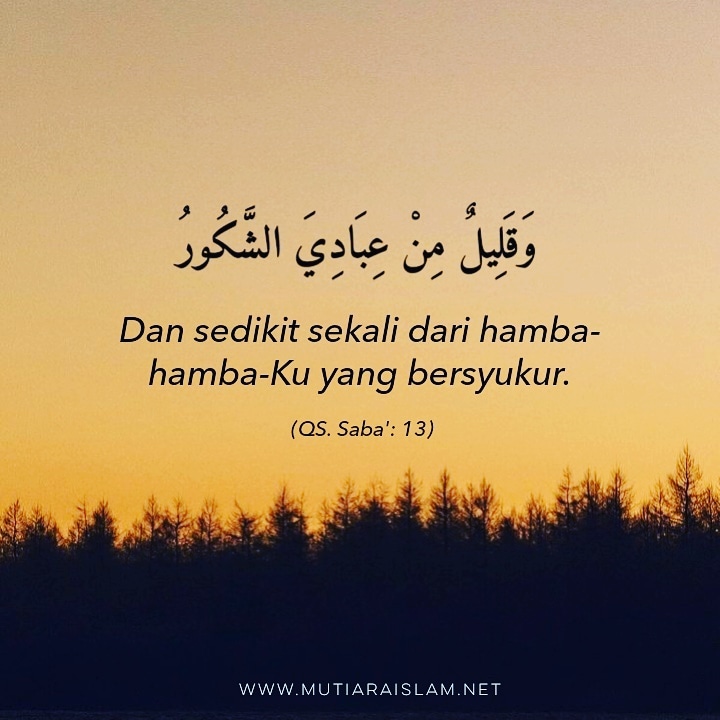 وَقَلِيلٌ مِنْ عِبَادِيَ الشَّكُورُ
Dan sedikit sekali dari hamba-
hamba-Ku yang bersyukur.
(QS. Saba': 13)
WWW.MUTIARAISLAM.NET